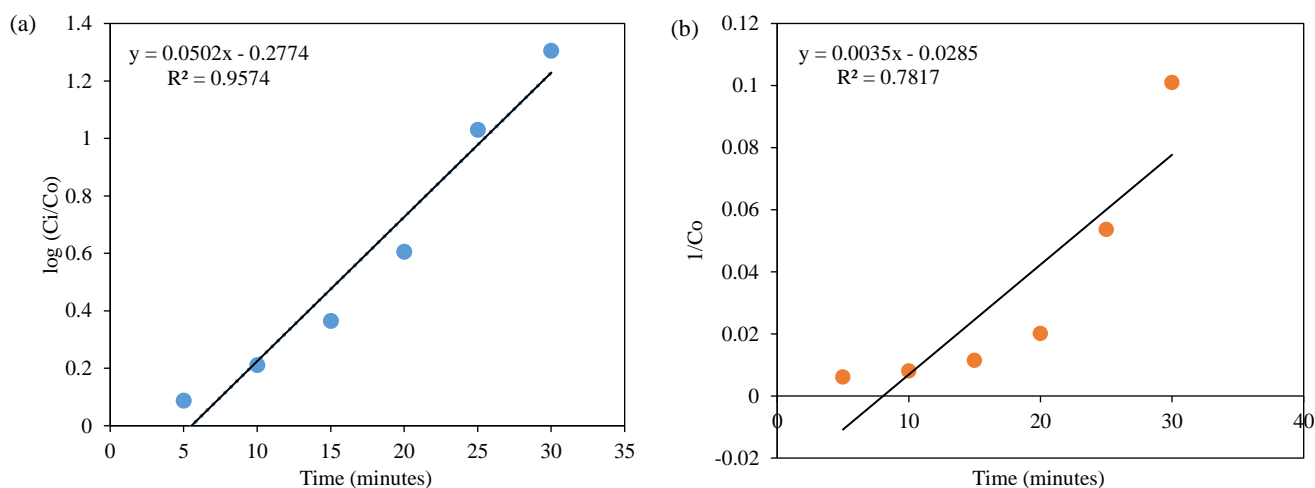 (a)
y = 0.0502x - 0.2774
R² = 0.9574
log (Ci/Co)
1.4
1.2
1
0.8
0.6
0.4
0.2
0
0 5 10 15 20 25 30 35
Time (minutes)
(b)
y = 0.0035x - 0.0285
R² = 0.7817
1/Co
0.12
0.1
0.08
0.06
0.04
0.02
0
-0.02
0 10 20 30 40
Time (minutes)